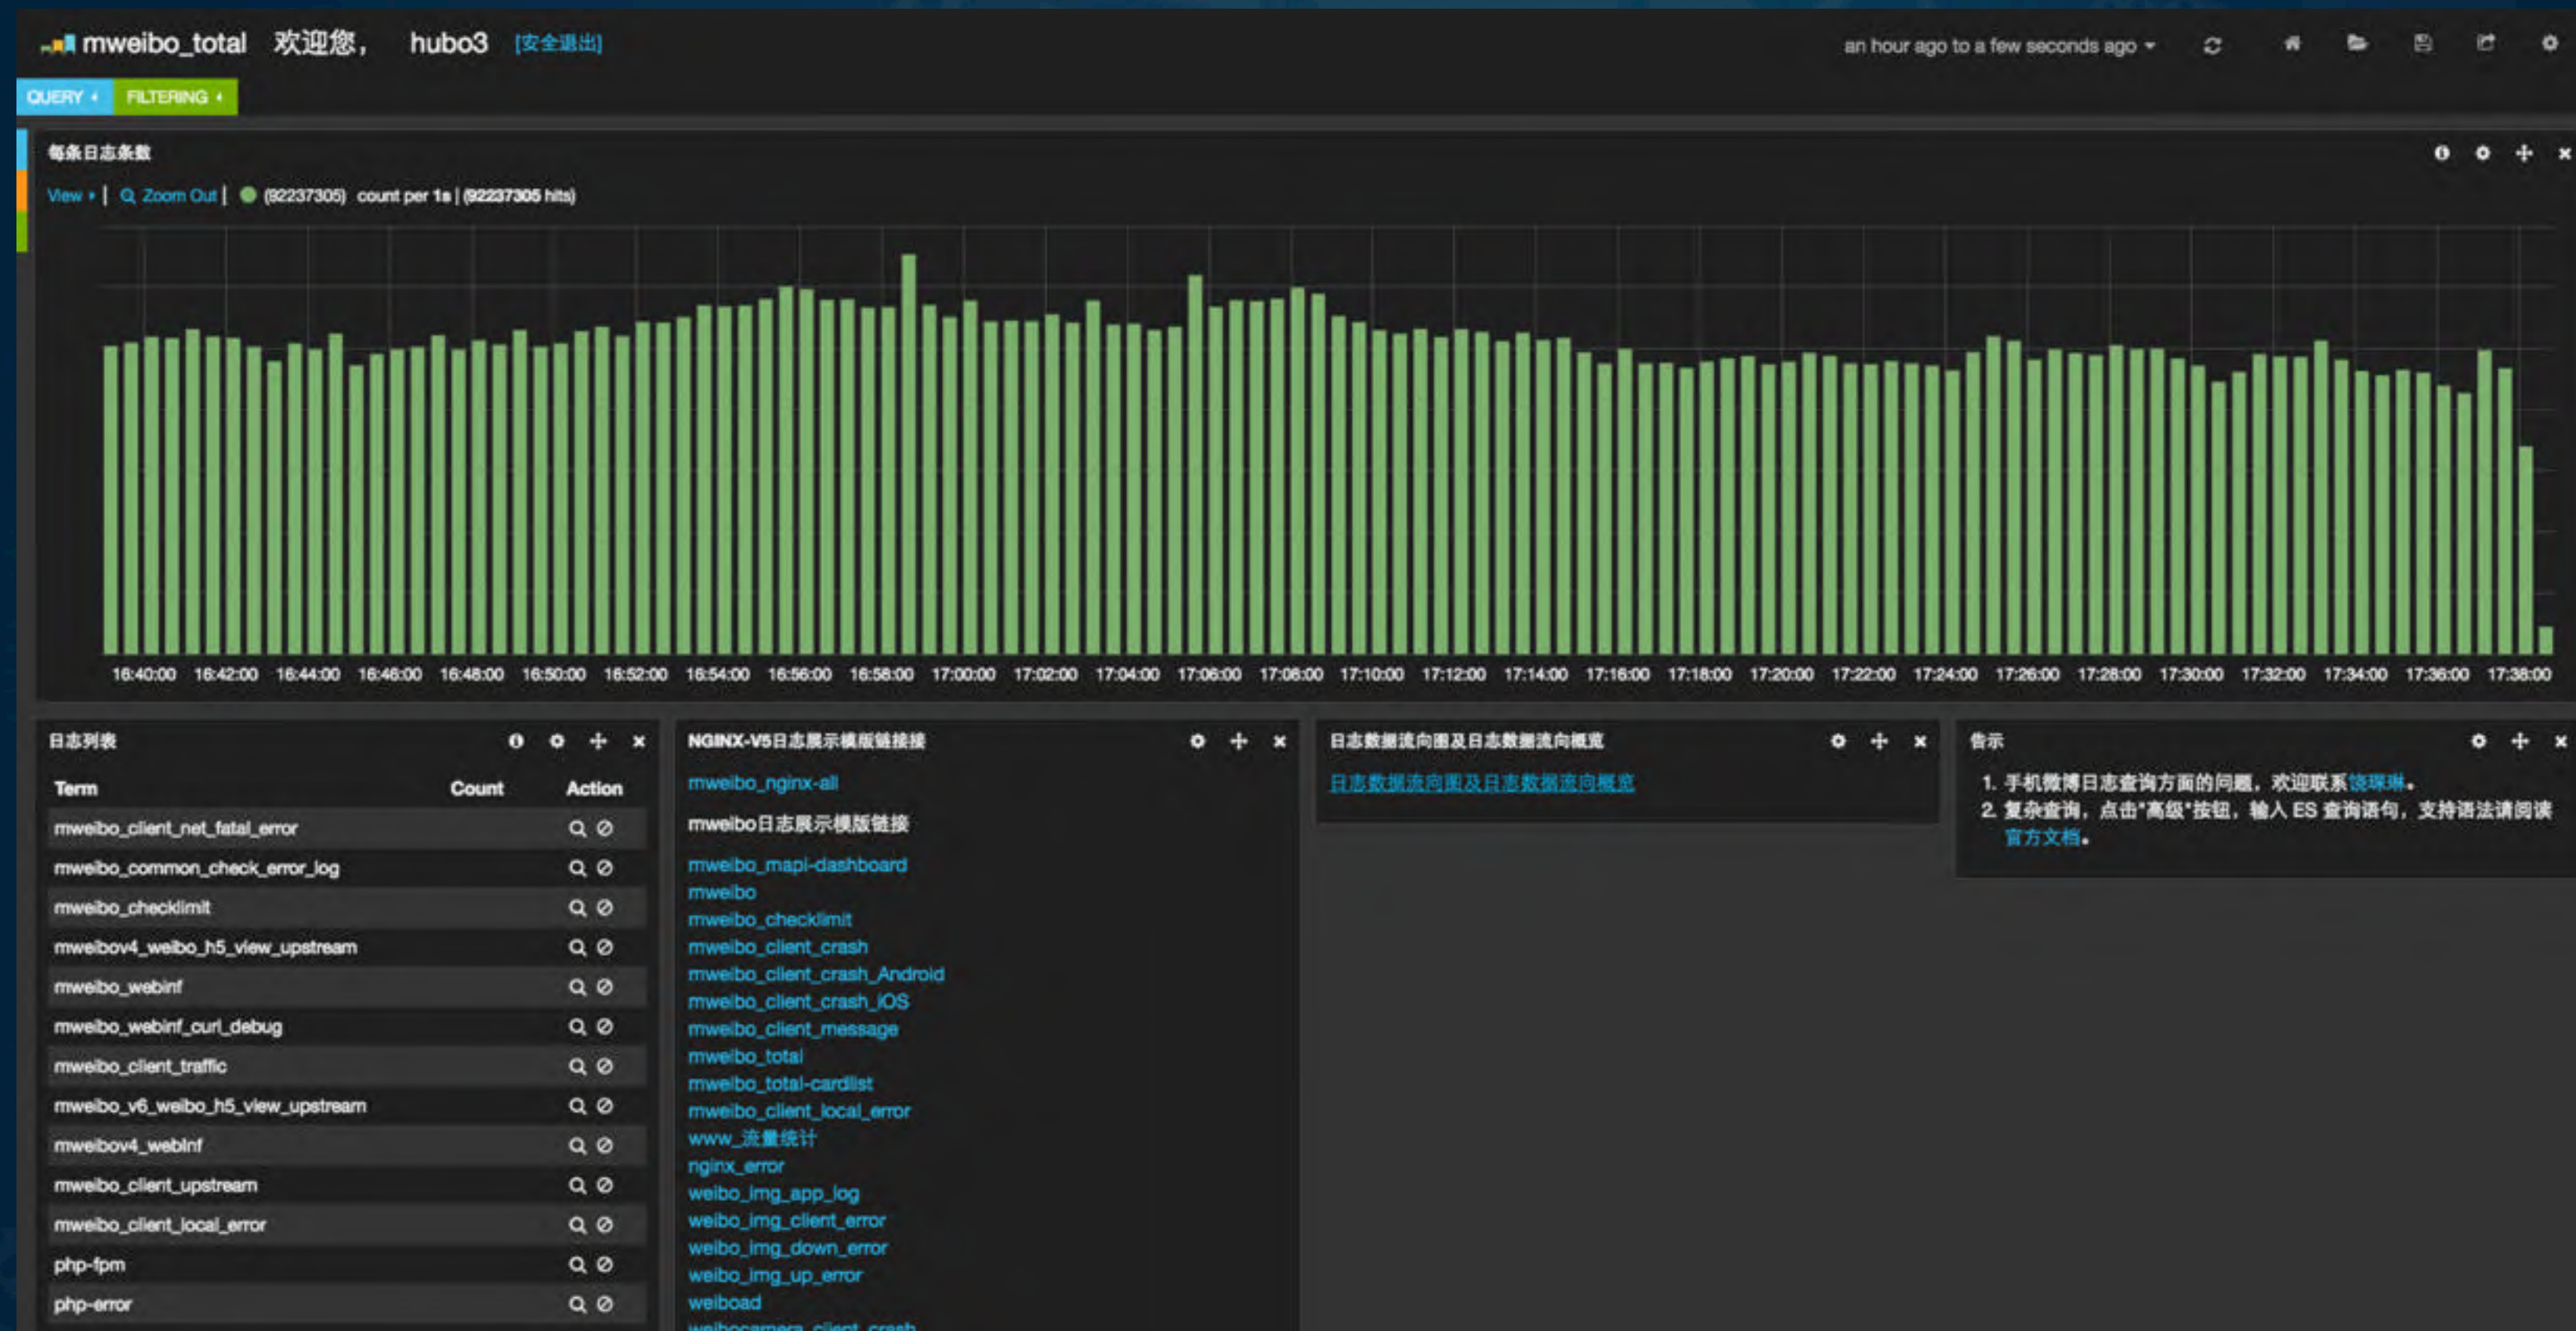 mweibo_total 欢迎您， hubo3 [安全退出]
an hour ago to a few seconds ago
QUERY FILTERING
每条日志条数
View | Zoom Out | (92237305) count per 1s | (92237305 hits)
16:40:00 16:42:00 16:44:00 16:46:00 16:48:00 16:50:00 16:52:00 16:54:00 16:56:00 16:58:00 17:00:00 17:02:00 17:04:00 17:06:00 17:08:00 17:10:00 17:12:00 17:14:00 17:16:00 17:18:00 17:20:00 17:22:00 17:24:00 17:26:00 17:28:00 17:30:00 17:32:00 17:34:00 17:36:00 17:38:00
日志列表
Term Count Action
mweibo_client_net_fatal_error
mweibo_common_check_error_log
mweibo_checklimit
mweibov4_weibo_h5_view_upstream
mweibo_webinf
mweibo_webinf_curl_debug
mweibo_client_traffic
mweibo_v6_weibo_h5_view_upstream
mweibov4_webinf
mweibo_client_upstream
mweibo_client_local_error
php-fpm
php-error
NGINX-V5日志展示模版链接接
mweibo_nginx-all
mweibo日志展示模版链接
mweibo_mapi-dashboard
mweibo
mweibo_checklimit
mweibo_client_crash
mweibo_client_crash_Android
mweibo_client_crash_iOS
mweibo_client_message
mweibo_total
mweibo_total-cardlist
mweibo_client_local_error
www_流量统计
nginx_error
weibo_img_app_log
weibo_img_client_error
weibo_img_down_error
weibo_img_up_error
weiboad
weibocamera_client_crash
日志数据流向图及日志数据流向概览
日志数据流向图及日志数据流向概览
告示
1. 手机微博日志查询方面的问题，欢迎联系饶琛琳。
2. 复杂查询，点击"高级"按钮，输入 ES 查询语句，支持语法请阅读
官方文档。